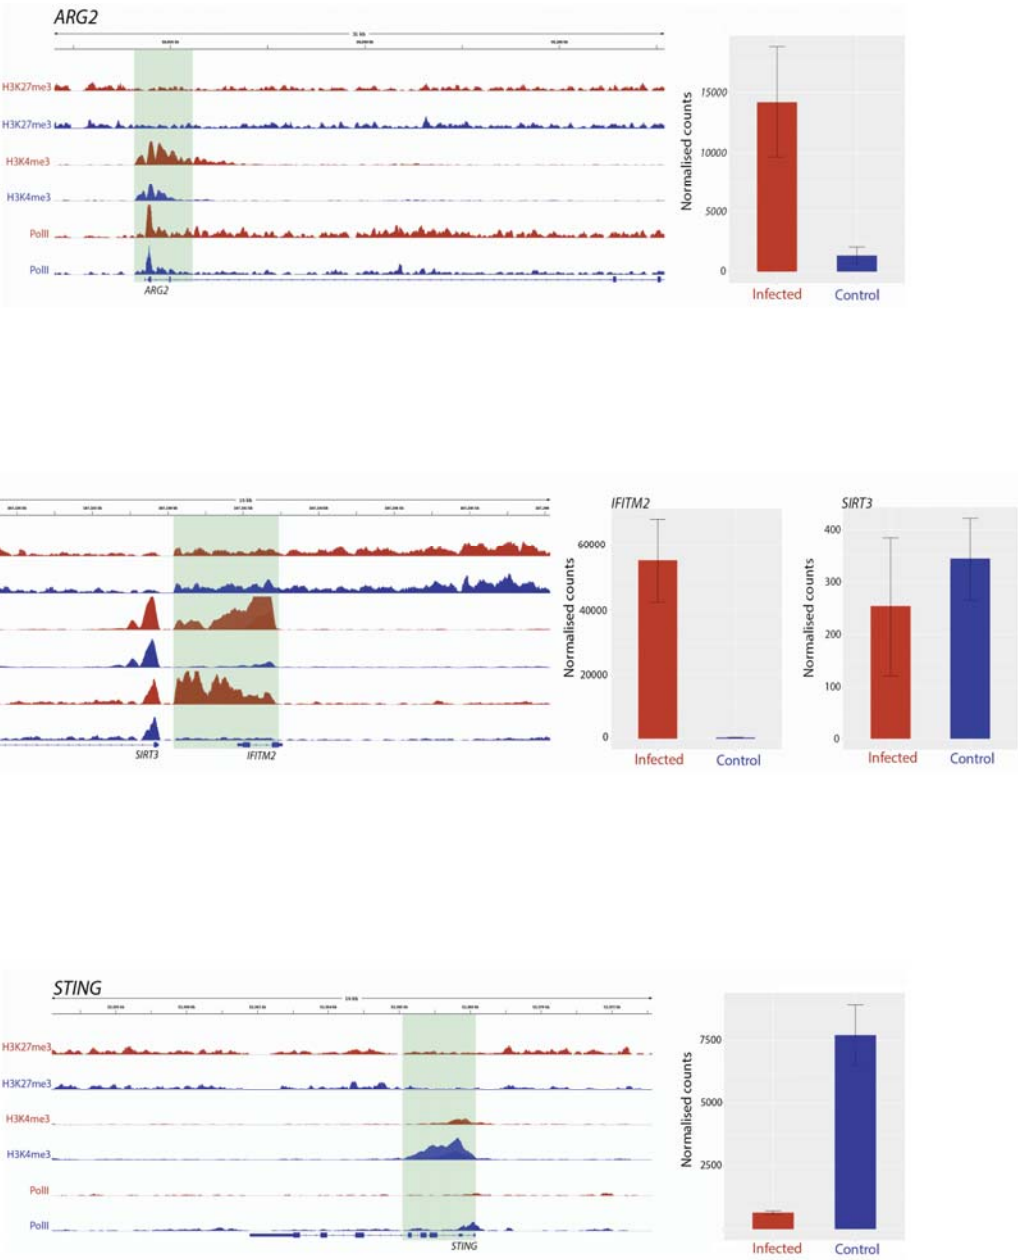 ARG2
H3K27me3
H3K27me3
H3K4me3
H3K4me3
PolII
PolII
ARG2
Normalised counts
15000
10000
5000
0
Infected
Control
SIRT3
IFITM2
IFITM2
Normalised counts
60000
40000
20000
0
Infected
Control
SIRT3
Normalised counts
400
300
200
100
0
Infected
Control
STING
H3K27me3
H3K27me3
H3K4me3
H3K4me3
PolII
PolII
STING
Normalised counts
7500
5000
2500
Infected
Control